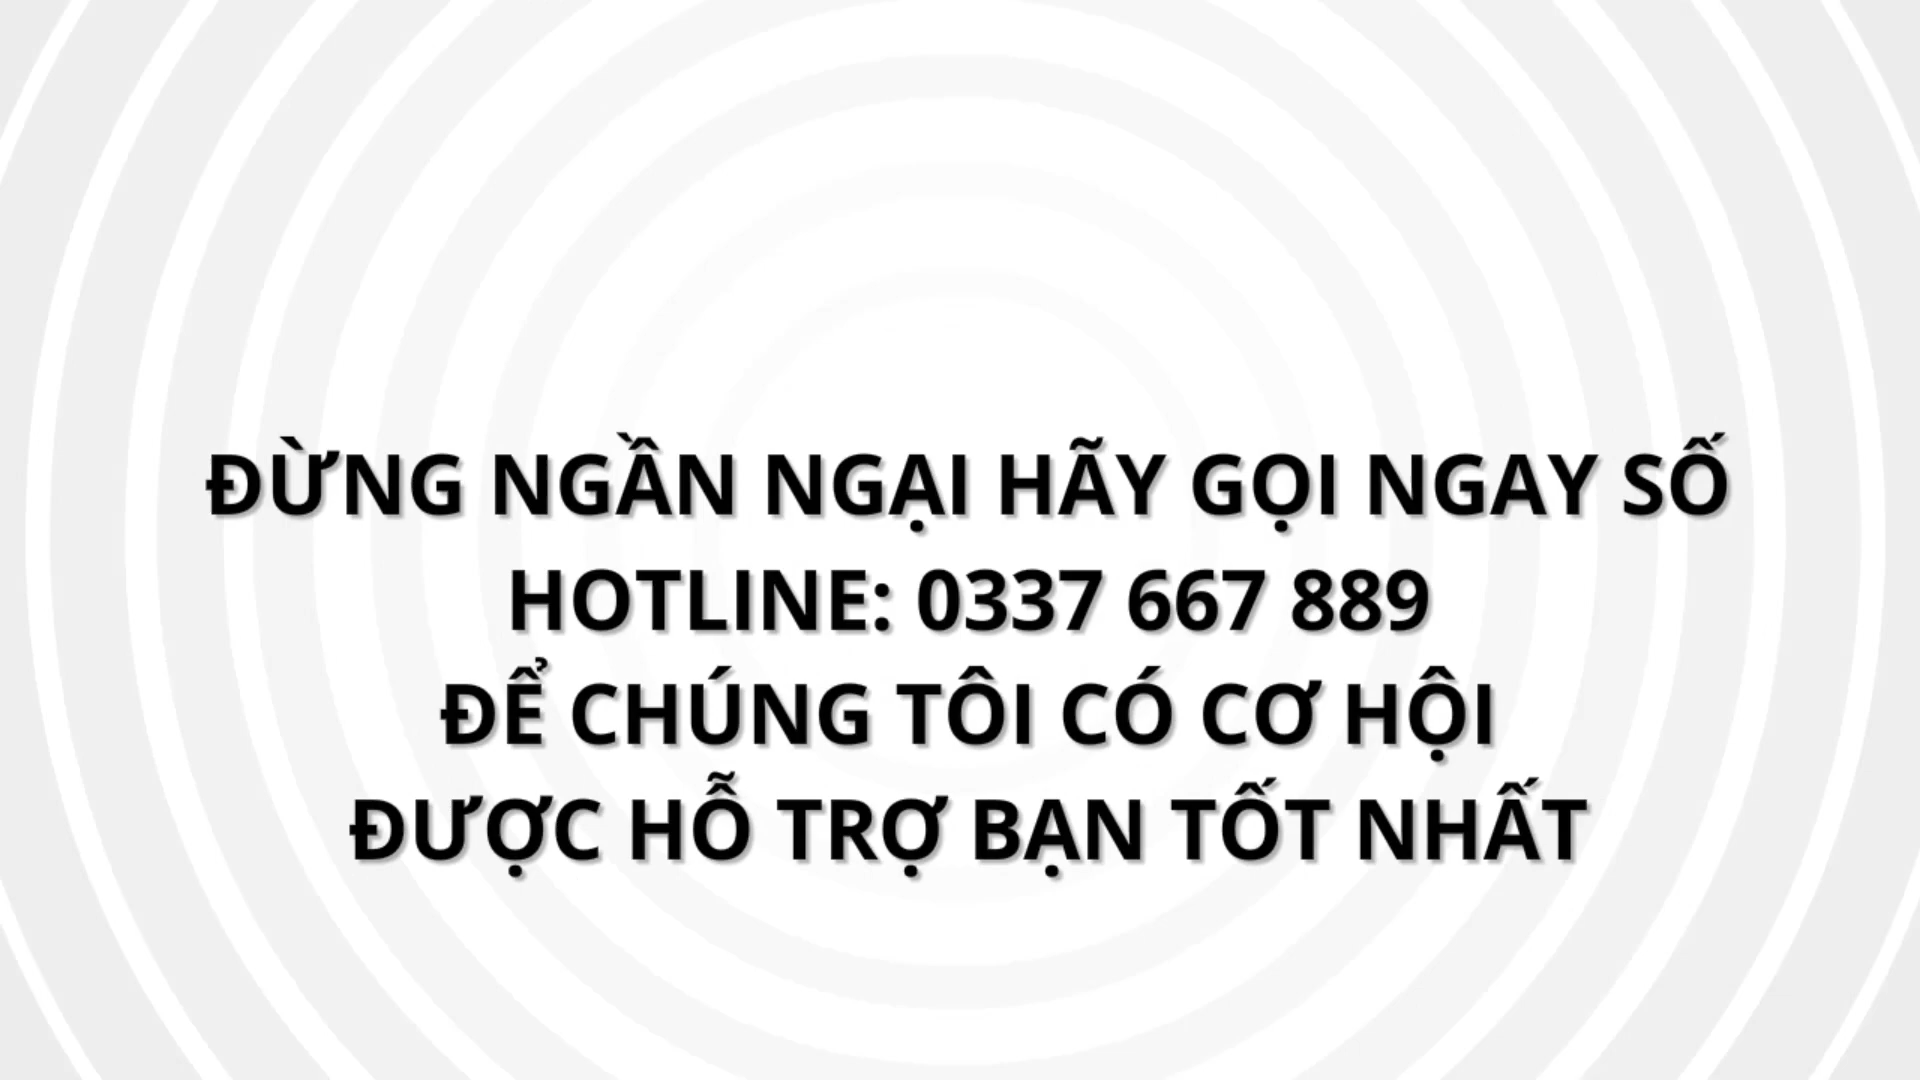 ĐỪNG NGẦN NGẠI HÃY GỌI NGAY SỐ
HOTLINE: 0337 667 889
ĐỂ CHÚNG TÔI CÓ CƠ HỘI
ĐƯỢC HỖ TRỢ BẠN TỐT NHẤT